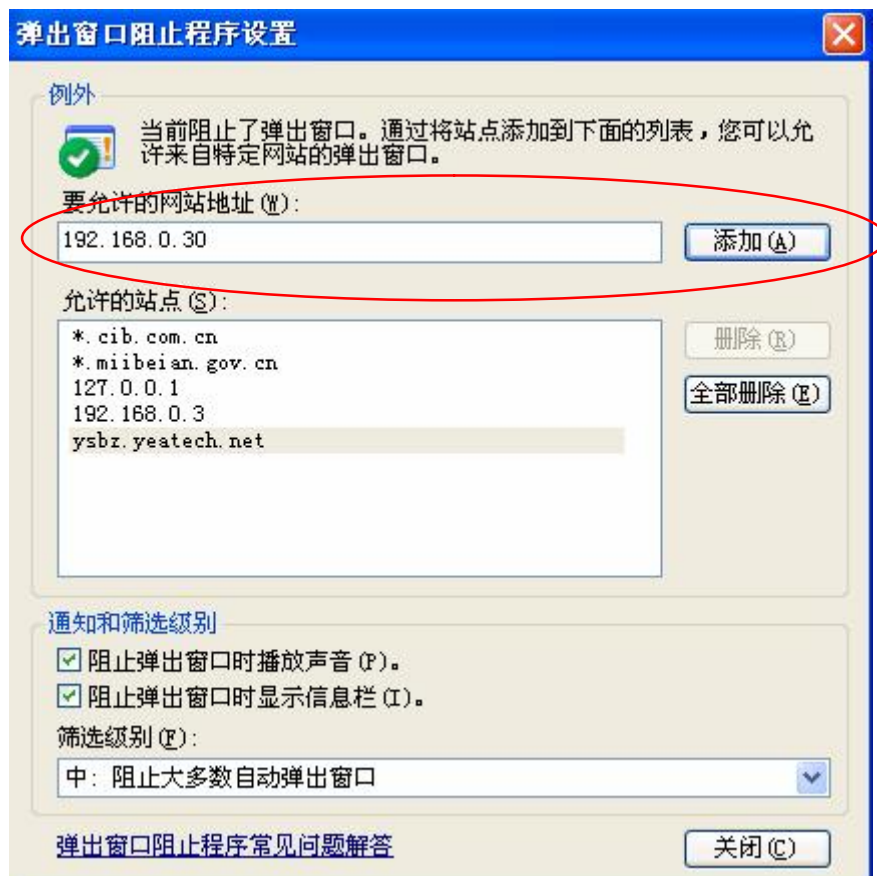 弹出窗口阻止程序设置
例外
当前阻止了弹出窗口。通过将站点添加到下面的列表，您可以允
许来自特定网站的弹出窗口。
要允许的网站地址(W):
192.168.0.30
添加(A)
允许的站点(S):
*.cib.com.cn
*.miibeian.gov.cn
127.0.0.1
192.168.0.3
ysbz.yeatech.net
删除(R)
全部删除(E)
通知和筛选级别
阻止弹出窗口时播放声音(P)。
阻止弹出窗口时显示信息栏(I)。
筛选级别(F):
中: 阻止大多数自动弹出窗口
弹出窗口阻止程序常见问题解答
关闭(C)